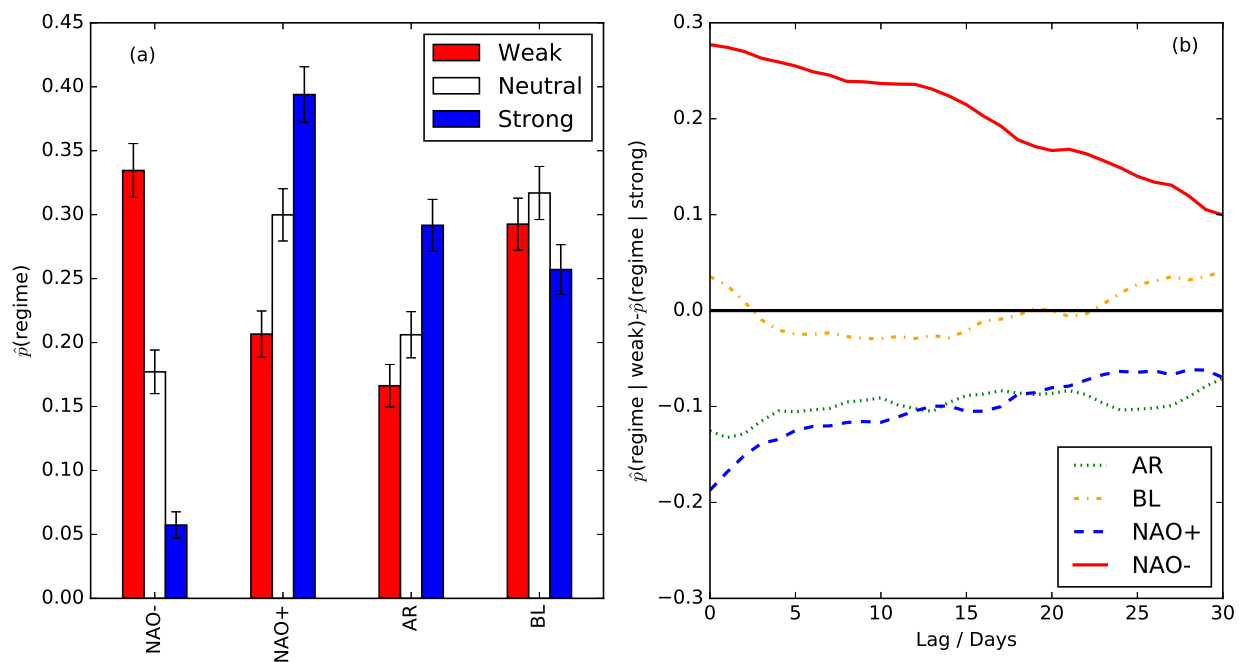 (a)
Weak
Neutral
Strong
0.45
0.40
0.35
0.30
0.25
0.20
0.15
0.10
0.05
0.00
p̂(regime)
NAO-
NAO+
AR
BL
(b)
0.3
0.2
0.1
0.0
−0.1
−0.2
−0.3
p̂(regime | weak)-p̂(regime | strong)
AR
BL
NAO+
NAO-
0
5
10
15
20
25
30
Lag / Days